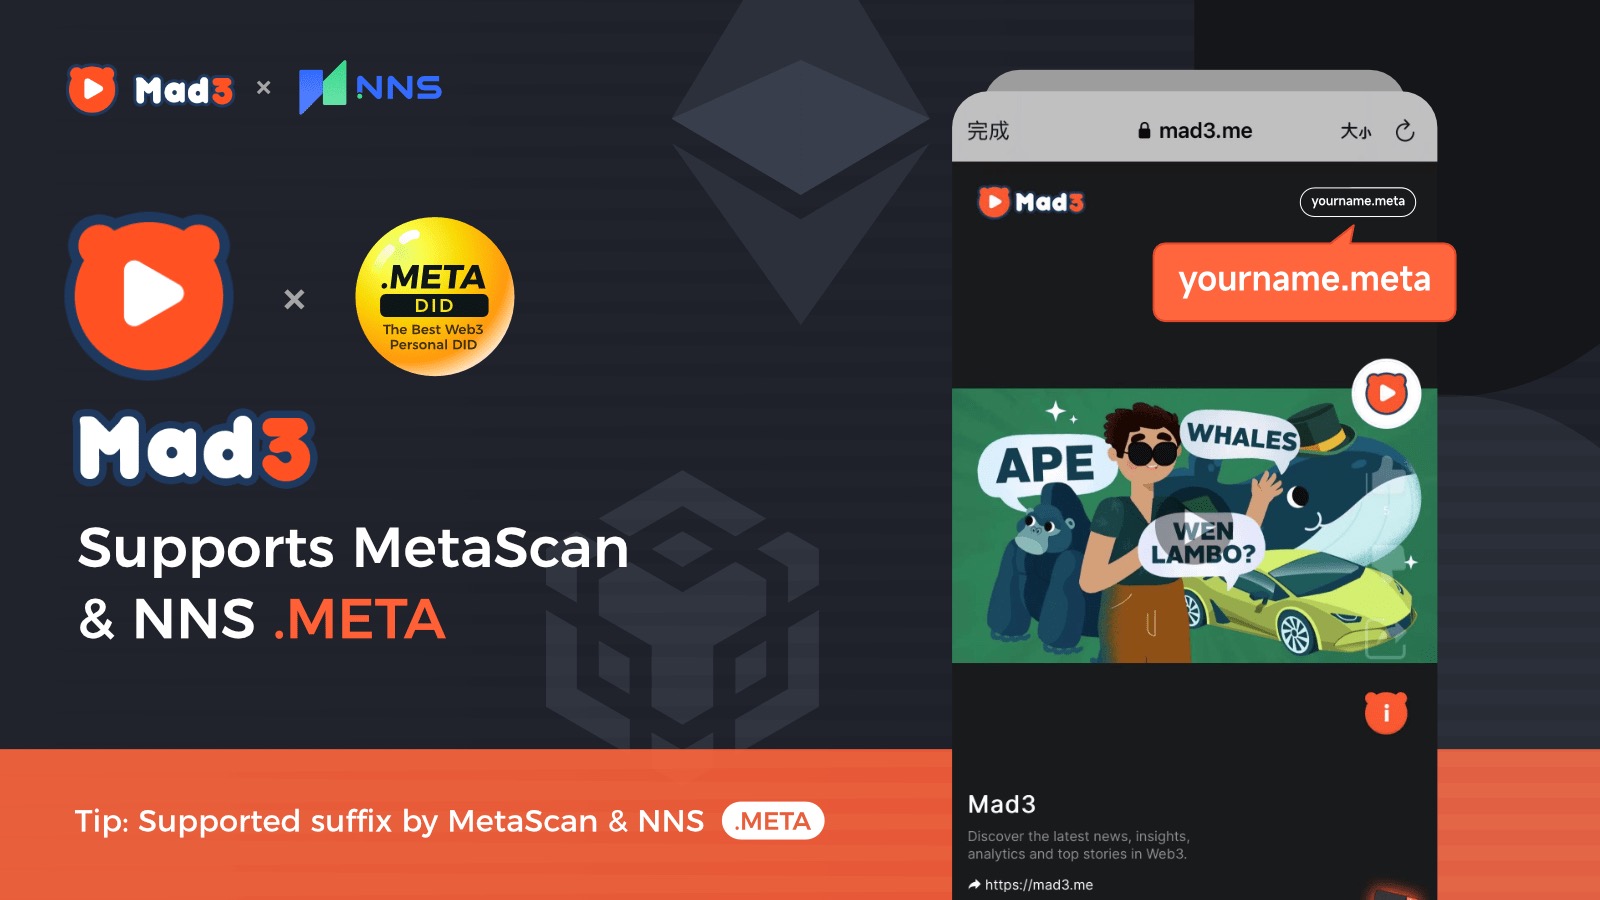 Mad3 × NNS
.META
DID
The Best Web3
Personal DID
×
Mad3
Supports MetaScan
& NNS .META
Tip: Supported suffix by MetaScan & NNS .META
完成 mad3.me 大小
Mad3 yourname.meta
yourname.meta
APE
WHALES
WEN
LAMBO?
i
Mad3
Discover the latest news, insights,
analytics and top stories in Web3.
https://mad3.me